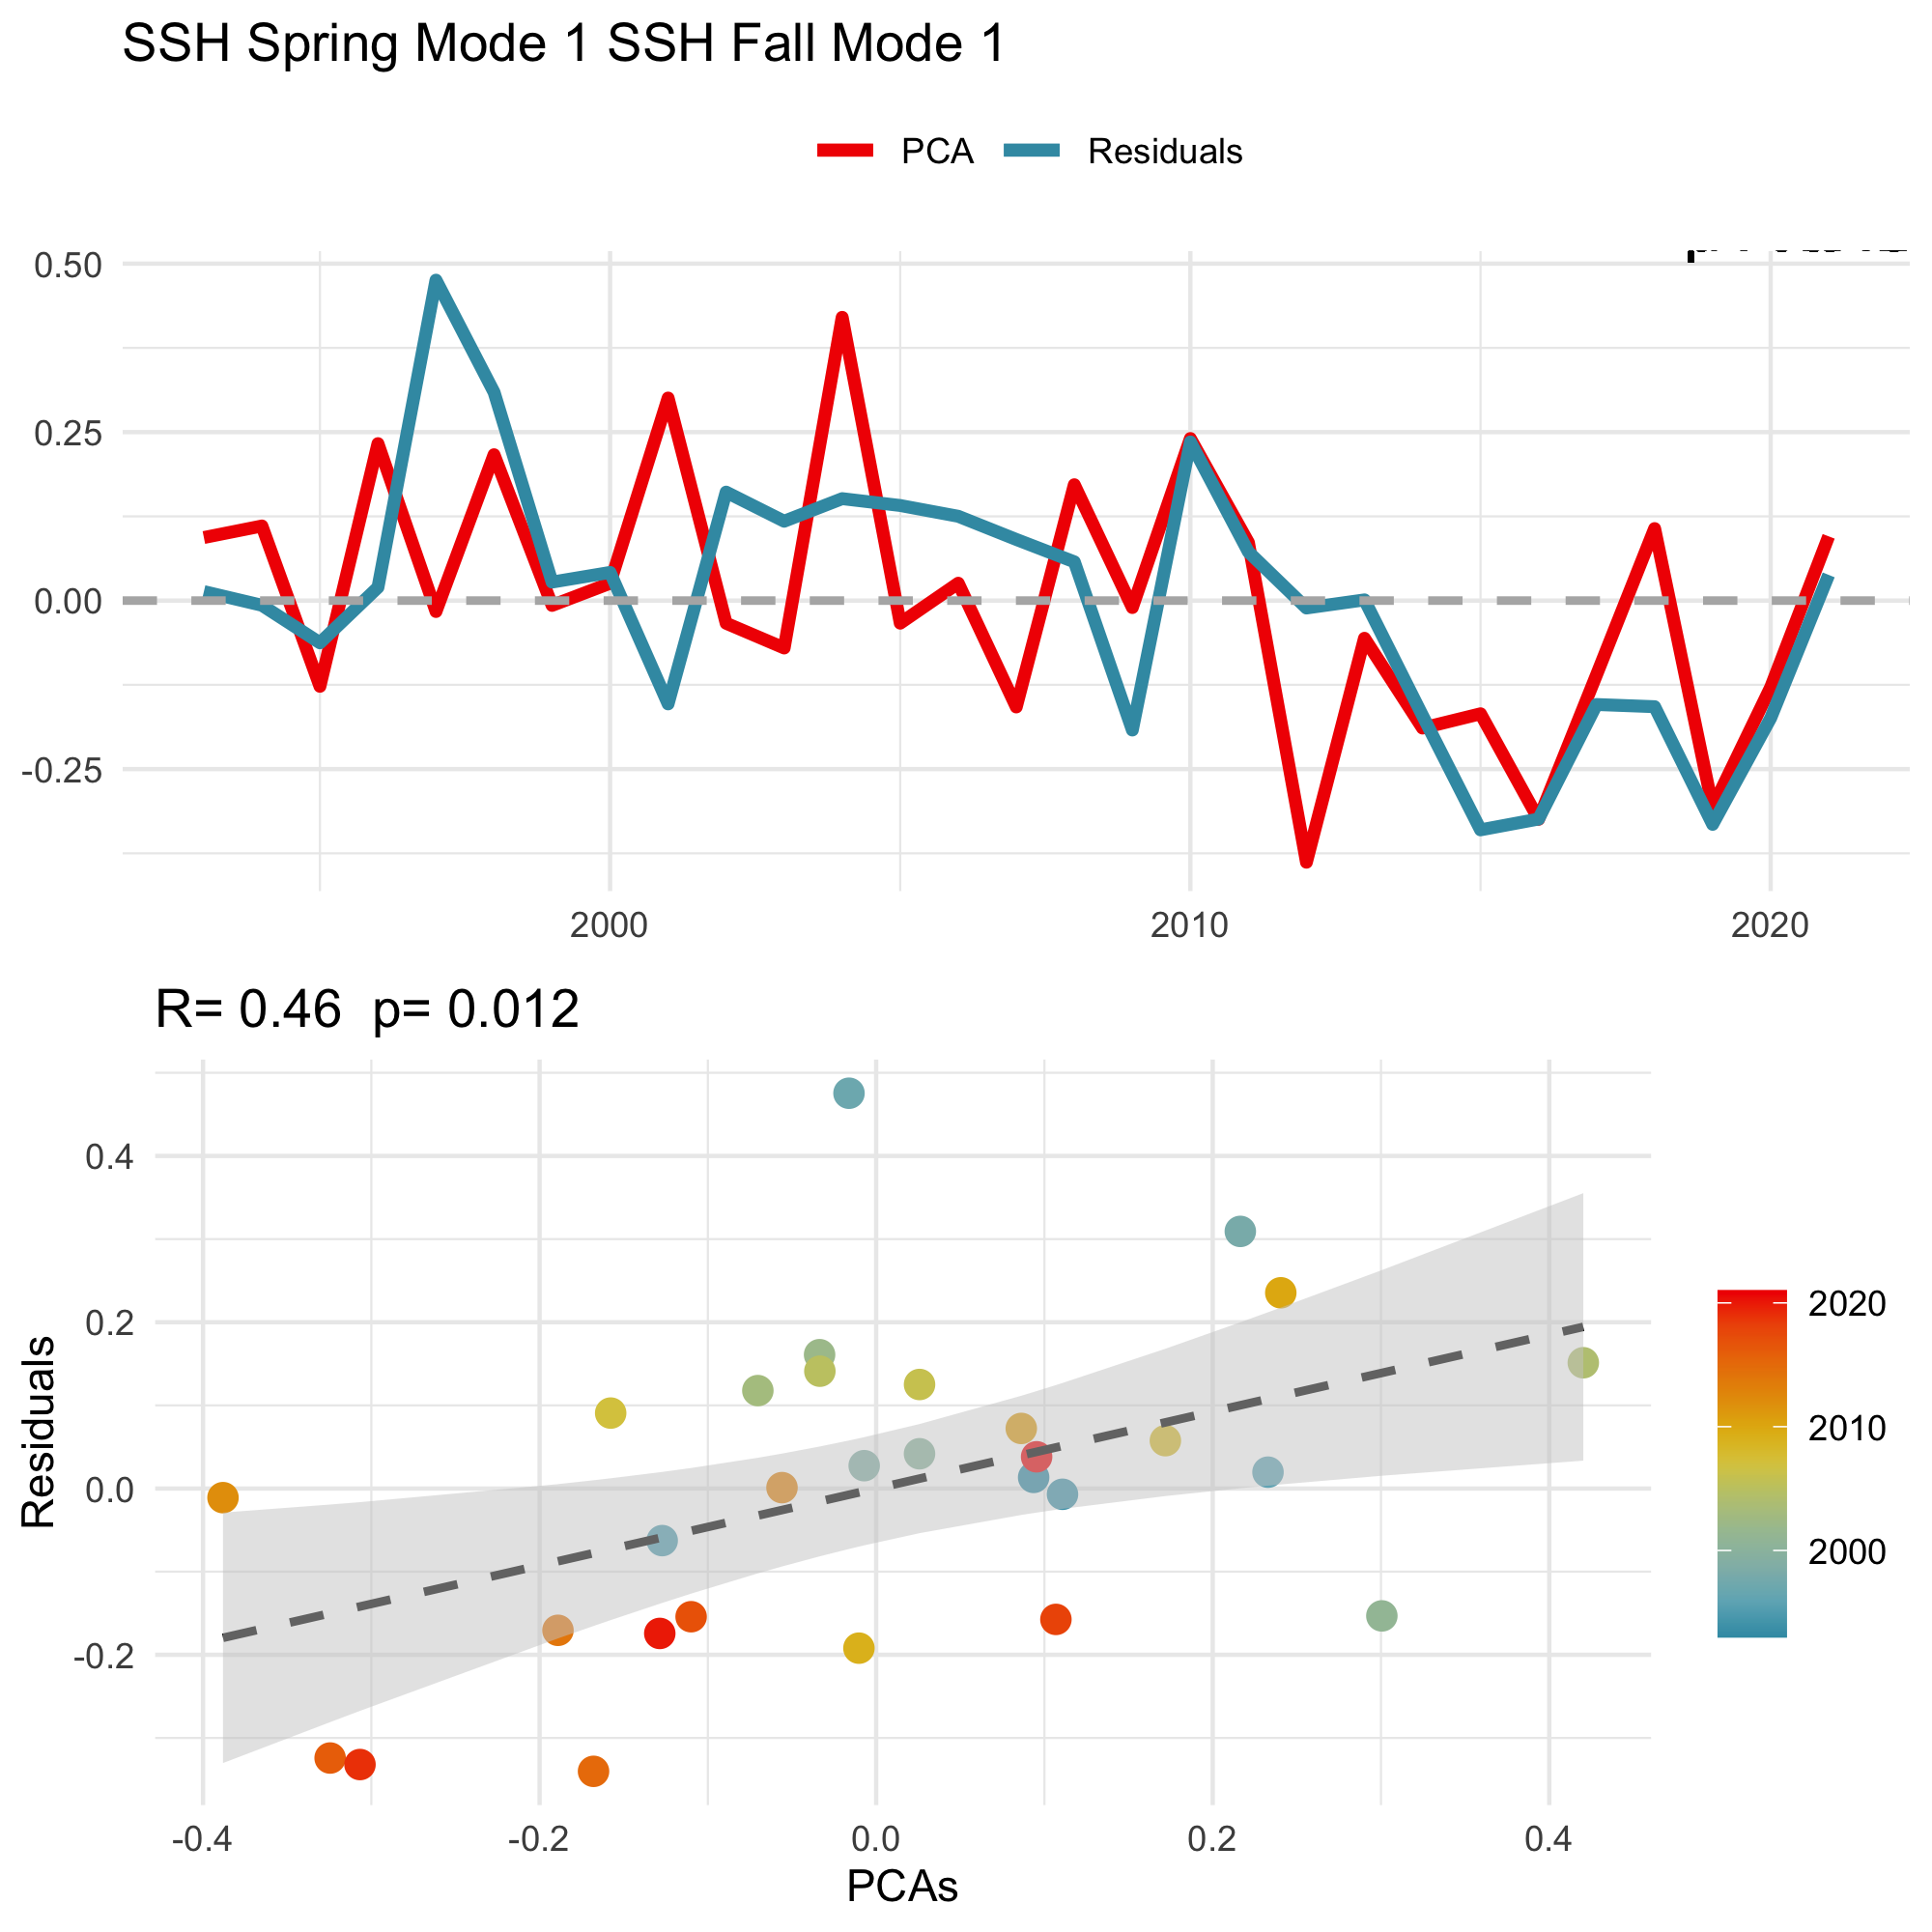 SSH Spring Mode 1 SSH Fall Mode 1
PCA Residuals
0.50
0.25
0.00
-0.25
2000 2010 2020
R= 0.46 p= 0.012
Residuals
0.4
0.2
0.0
-0.2
-0.4 -0.2 0.0 0.2 0.4
PCAs
2020
2010
2000